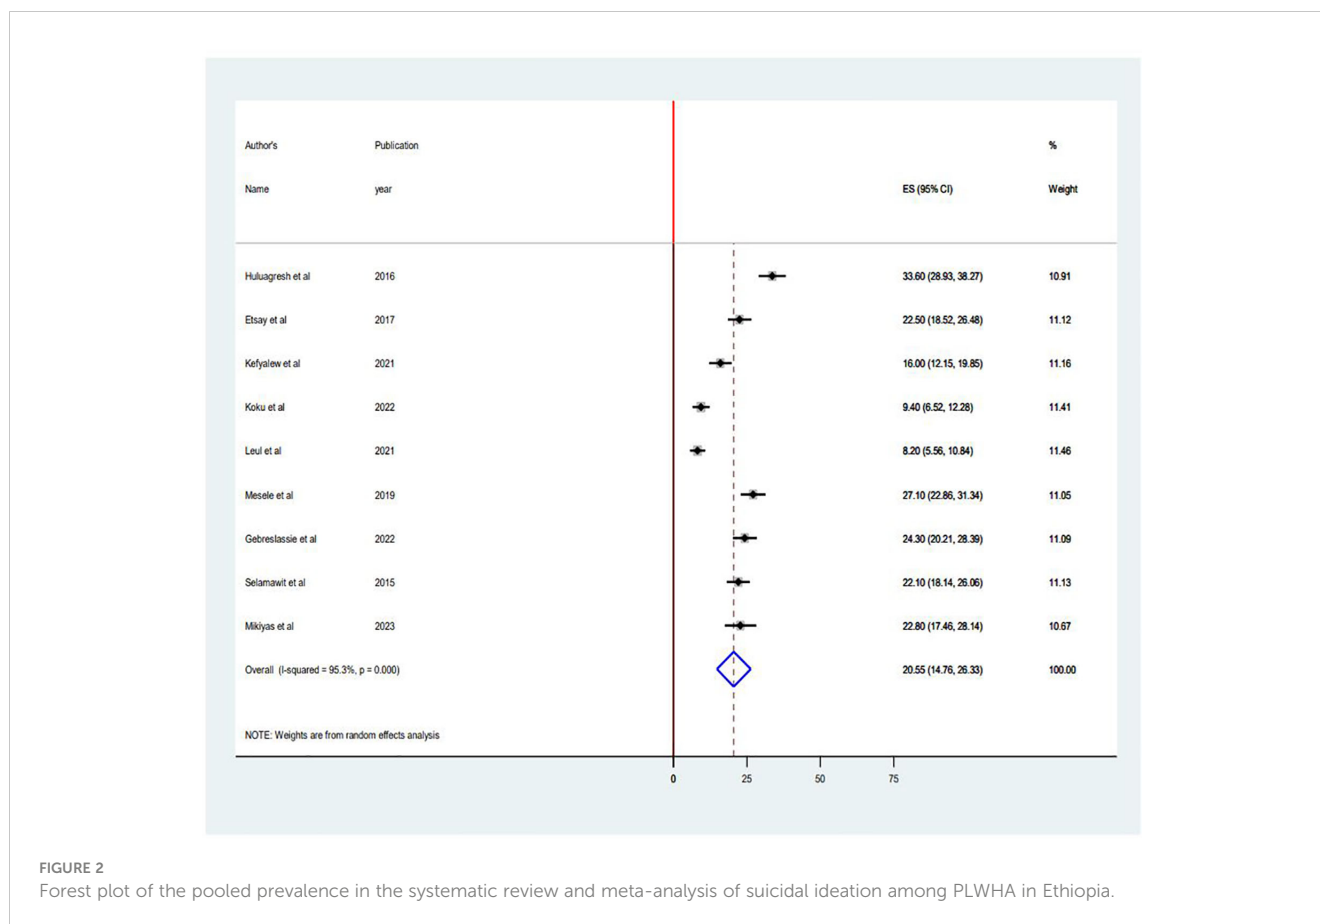 Author's Publication %
Name year ES (95% CI) Weight
Huluagresh et al 2016 33.60 (28.93, 38.27) 10.91
Etsay et al 2017 22.50 (18.52, 26.48) 11.12
Kefyalew et al 2021 16.00 (12.15, 19.85) 11.16
Koku et al 2022 9.40 (6.52, 12.28) 11.41
Leul et al 2021 8.20 (5.56, 10.84) 11.46
Mesele et al 2019 27.10 (22.86, 31.34) 11.05
Gebreslassie et al 2022 24.30 (20.21, 28.39) 11.09
Selamawit et al 2015 22.10 (18.14, 26.06) 11.13
Mikiyas et al 2023 22.80 (17.46, 28.14) 10.67
Overall (I-squared = 95.3%, p = 0.000) 20.55 (14.76, 26.33) 100.00
NOTE: Weights are from random effects analysis
0 25 50 75
FIGURE 2
Forest plot of the pooled prevalence in the systematic review and meta-analysis of suicidal ideation among PLWHA in Ethiopia.